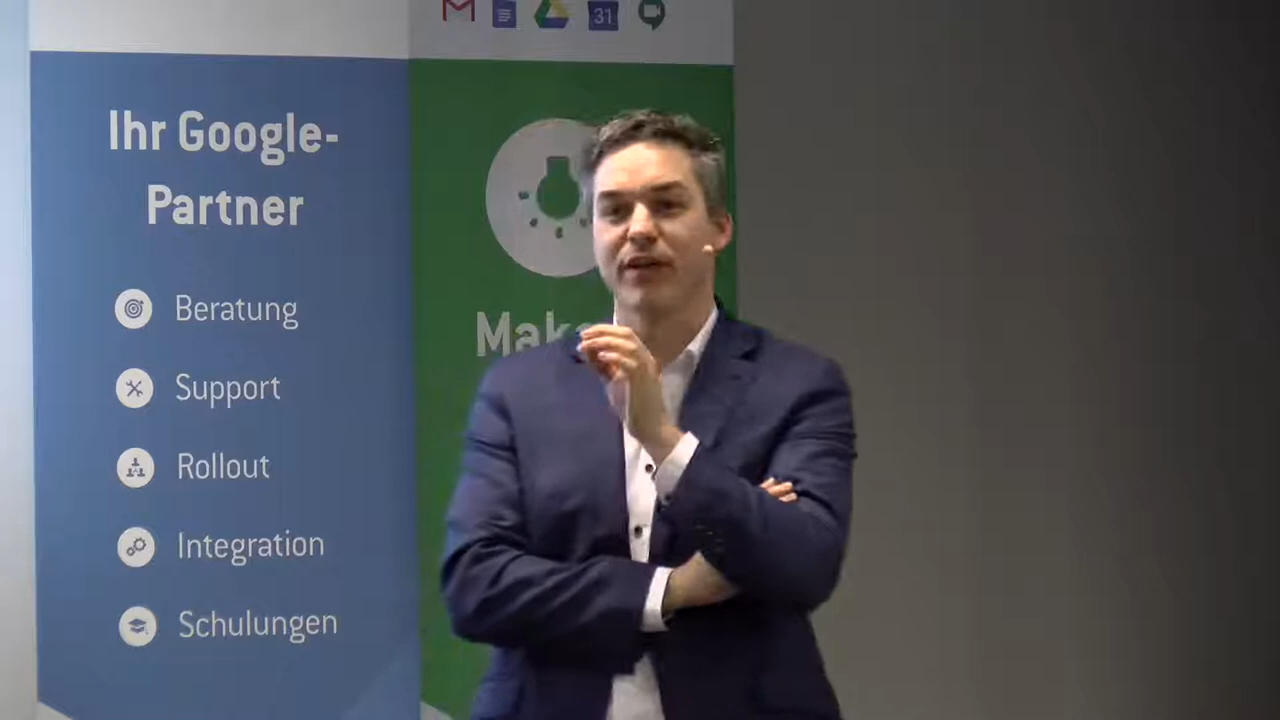 31
Ihr Google-
Partner
Beratung
Support
Rollout
Integration
Schulungen